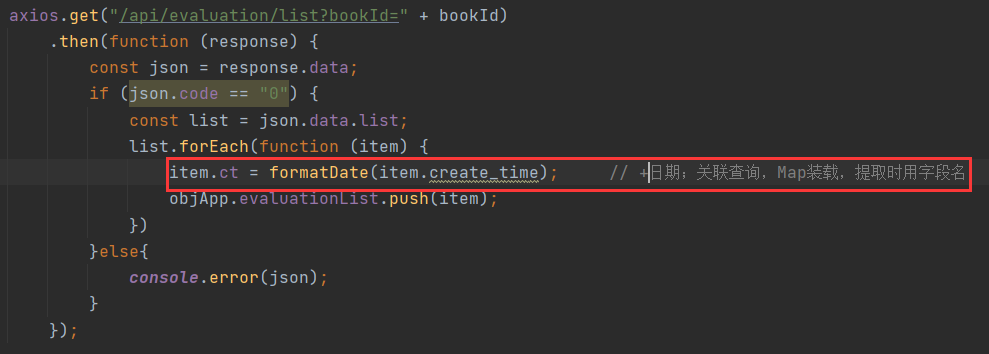 axios.get("/api/evaluation/list?bookId=" + bookId)
.then(function (response) {
const json = response.data;
if (json.code == "0") {
const list = json.data.list;
list.forEach(function (item) {
item.ct = formatDate(item.create_time); // +日期；关联查询，Map装载，提取时用字段名
objApp.evaluationList.push(item);
})
}else{
console.error(json);
}
});